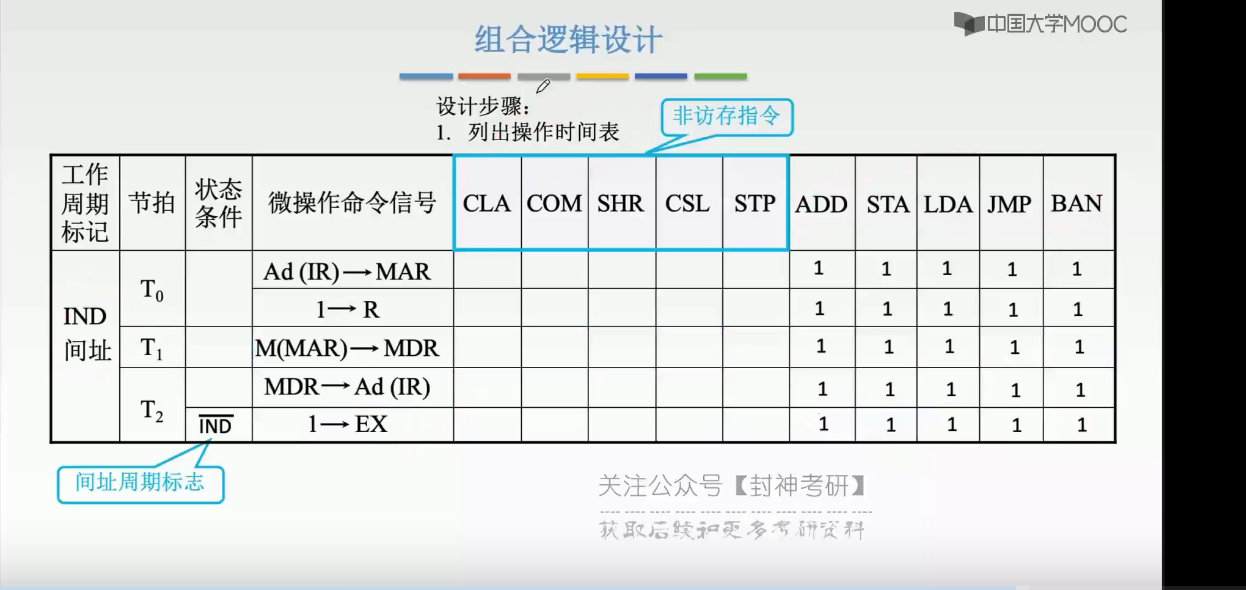 中国大学MOOC
组合逻辑设计
设计步骤:
1. 列出操作时间表
非访存指令
工作周期标记 节拍 状态条件 微操作命令信号 CLA COM SHR CSL STP ADD STA LDA JMP BAN
IND 间址 T₀ Ad (IR) → MAR 1 1 1 1 1
1 → R 1 1 1 1 1
T₁ M(MAR) → MDR 1 1 1 1 1
T₂ MDR → Ad (IR) 1 1 1 1 1
I̅N̅D̅ 1 → EX 1 1 1 1 1
间址周期标志
关注公众号【封神考研】
获取后续和更多考研资料